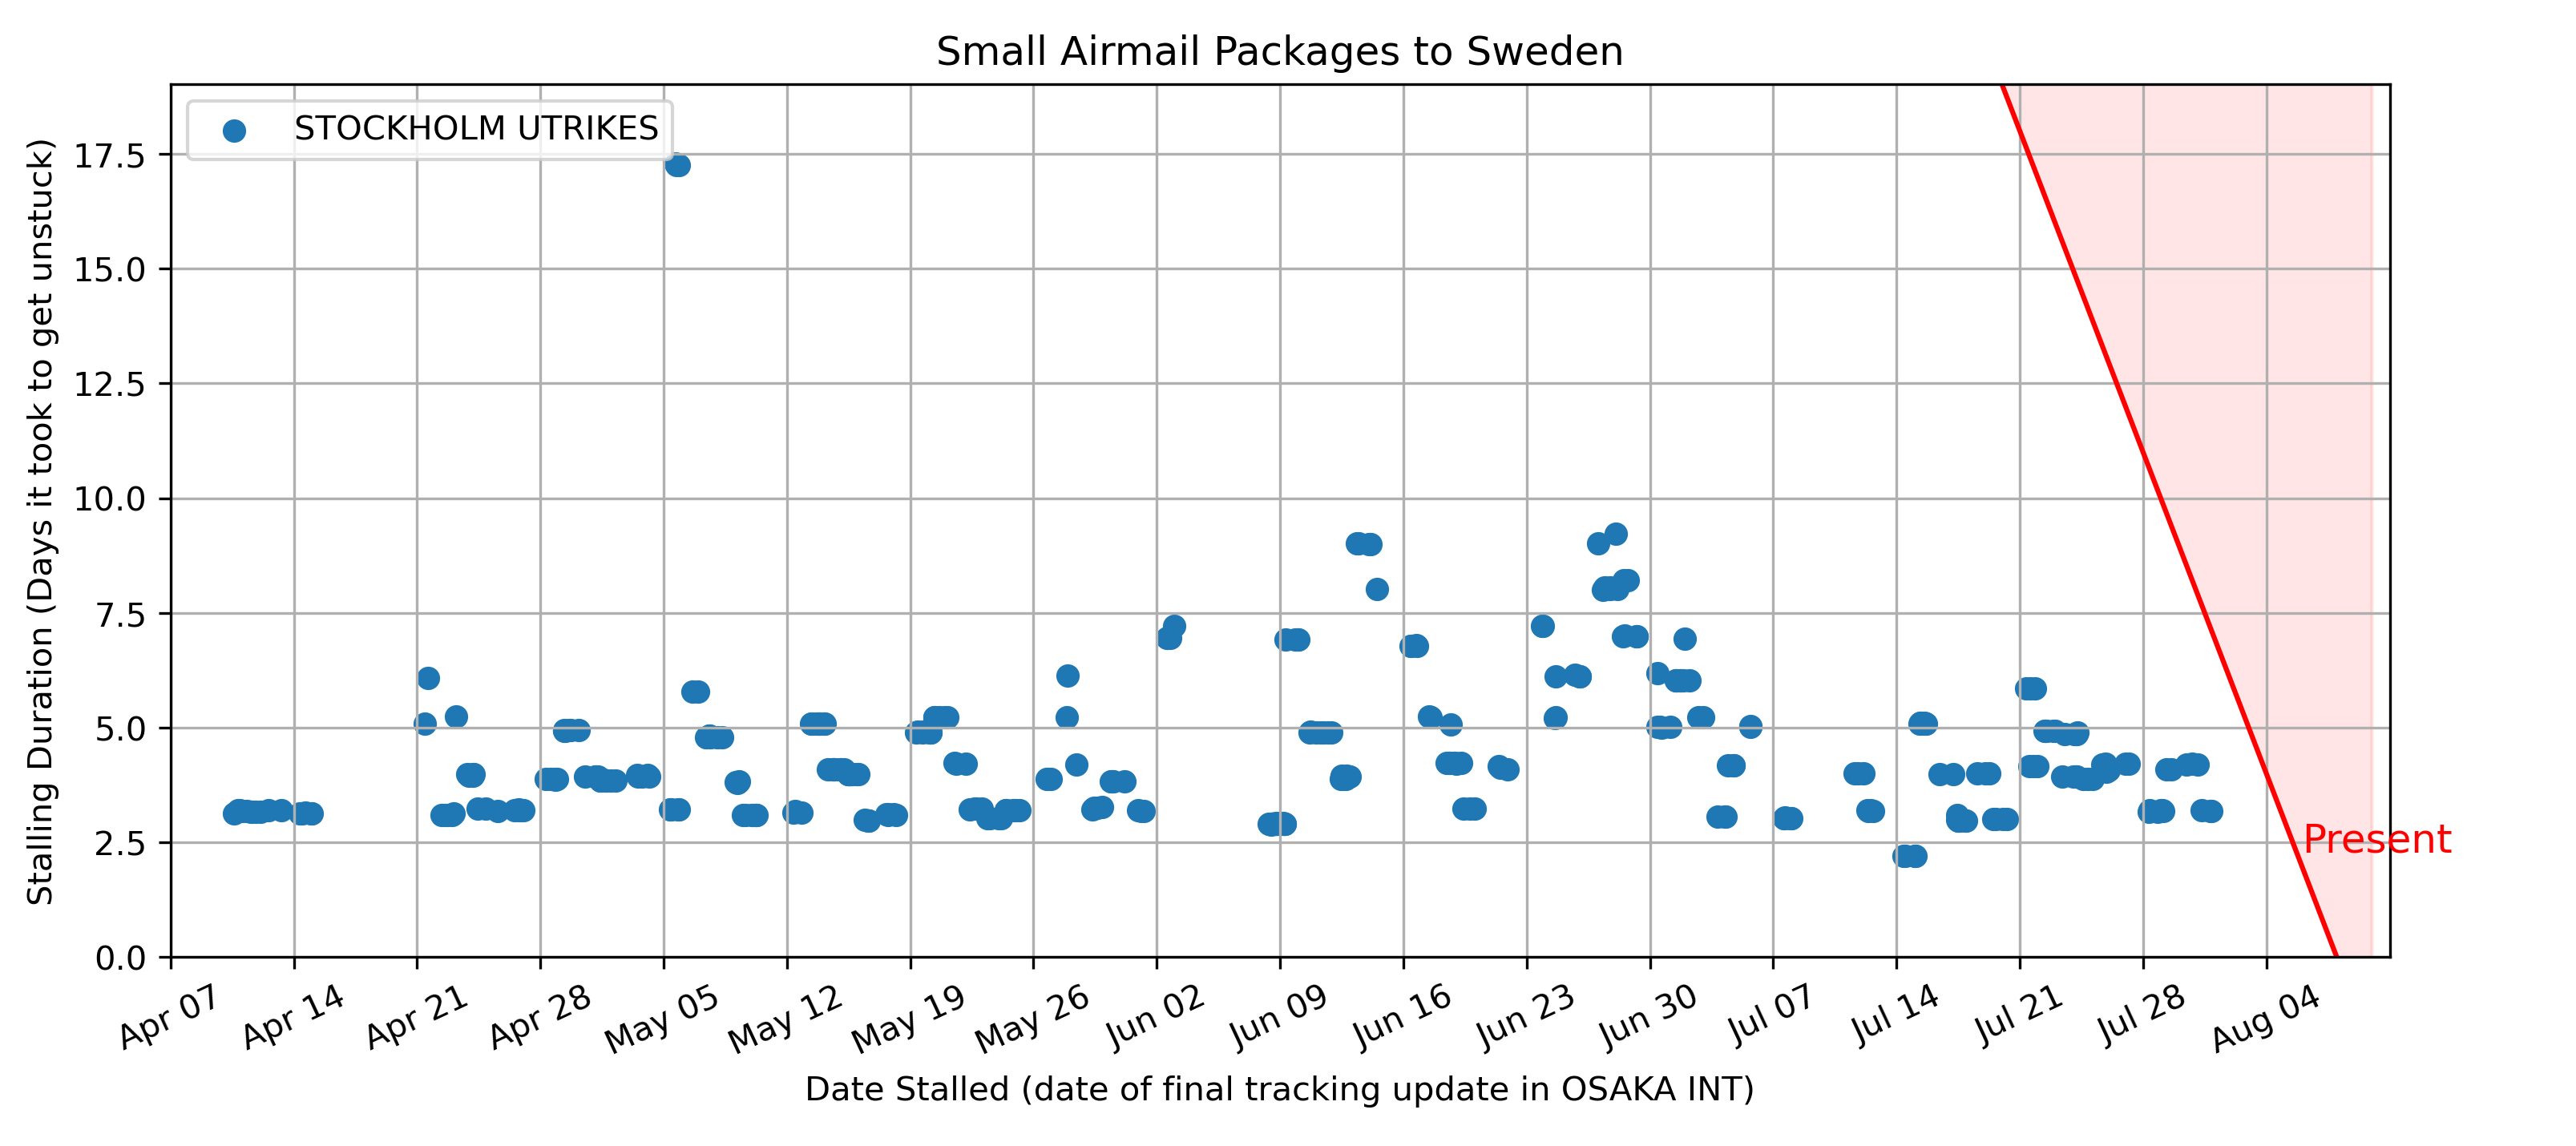 Small Airmail Packages to Sweden
STOCKHOLM UTRIKES
Stalling Duration (Days it took to get unstuck)
17.5
15.0
12.5
10.0
7.5
5.0
2.5
0.0
Present
Apr 07
Apr 14
Apr 21
Apr 28
May 05
May 12
May 19
May 26
Jun 02
Jun 09
Jun 16
Jun 23
Jun 30
Jul 07
Jul 14
Jul 21
Jul 28
Aug 04
Date Stalled (date of final tracking update in OSAKA INT)